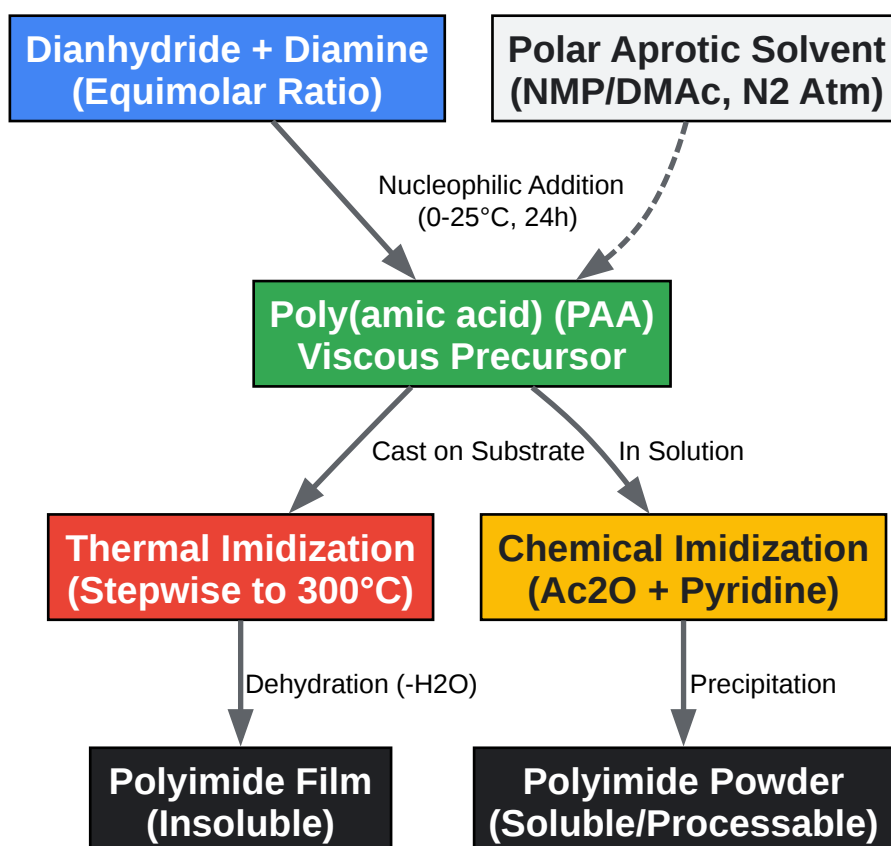 Dianhydride + Diamine
(Equimolar Ratio)
Polar Aprotic Solvent
(NMP/DMAc, N2 Atm)
Nucleophilic Addition
(0-25°C, 24h)
Poly(amic acid) (PAA)
Viscous Precursor
Cast on Substrate
In Solution
Thermal Imidization
(Stepwise to 300°C)
Chemical Imidization
(Ac2O + Pyridine)
Dehydration (-H2O)
Precipitation
Polyimide Film
(Insoluble)
Polyimide Powder
(Soluble/Processable)